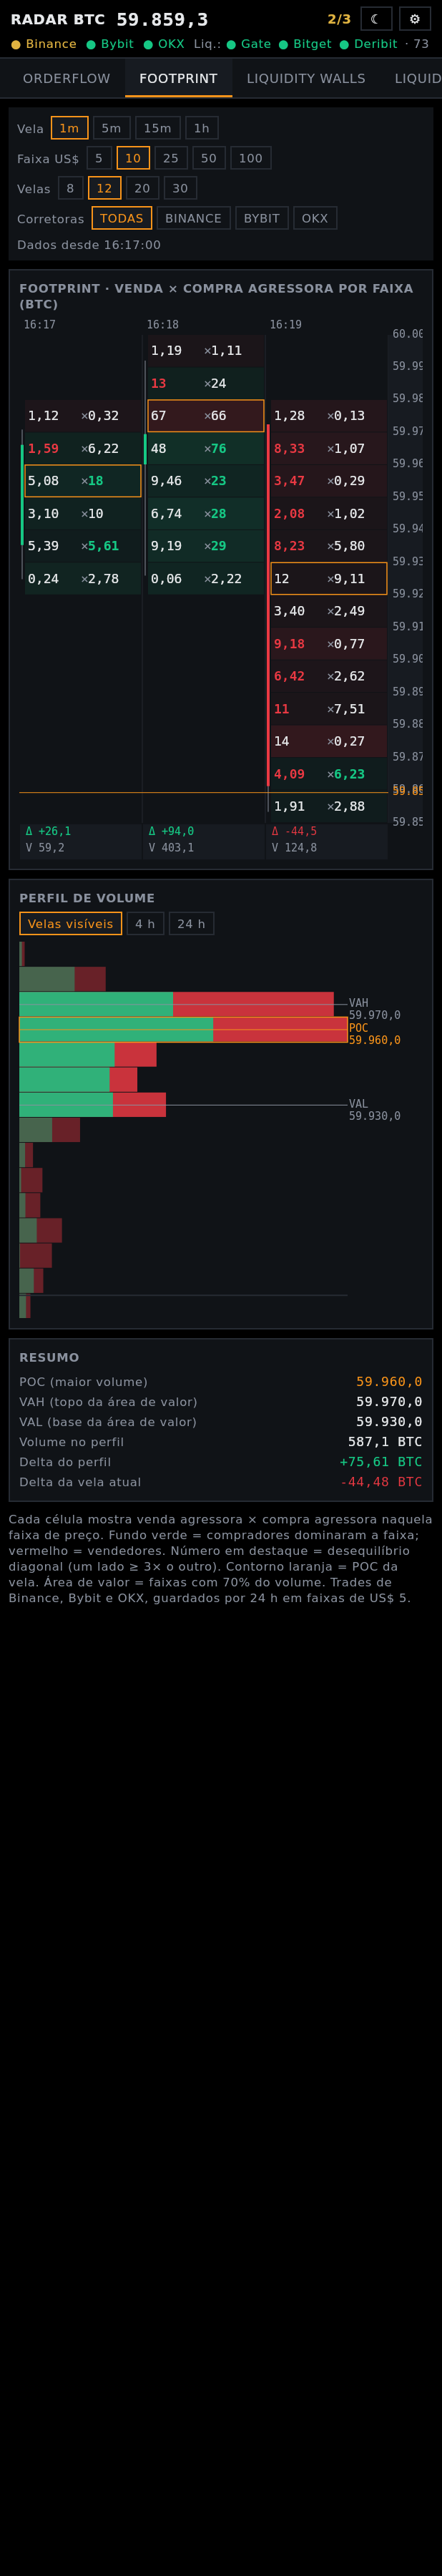 RADAR BTC 59.859,3 2/3 ☾ ⚙
● Binance ● Bybit ● OKX Liq.: ● Gate ● Bitget ● Deribit · 73
ORDERFLOW FOOTPRINT LIQUIDITY WALLS LIQUID
Vela 1m 5m 15m 1h
Faixa US$ 5 10 25 50 100
Velas 8 12 20 30
Corretoras TODAS BINANCE BYBIT OKX
Dados desde 16:17:00
FOOTPRINT · VENDA × COMPRA AGRESSORA POR FAIXA
(BTC)
16:17 16:18 16:19
60.00
1,19 ×1,11
59.99
13 ×24
59.98
1,12 ×0,32 67 ×66 1,28 ×0,13
59.97
1,59 ×6,22 48 ×76 8,33 ×1,07
59.96
5,08 ×18 9,46 ×23 3,47 ×0,29
59.95
3,10 ×10 6,74 ×28 2,08 ×1,02
59.94
5,39 ×5,61 9,19 ×29 8,23 ×5,80
59.93
0,24 ×2,78 0,06 ×2,22 12 ×9,11
59.92
3,40 ×2,49
59.91
9,18 ×0,77
59.90
6,42 ×2,62
59.89
11 ×7,51
59.88
14 ×0,27
59.87
4,09 ×6,23
1,91 ×2,88
59.85
Δ +26,1 Δ +94,0 Δ -44,5
V 59,2 V 403,1 V 124,8
PERFIL DE VOLUME
Velas visíveis 4 h 24 h
VAH
59.970,0
POC
59.960,0
VAL
59.930,0
RESUMO
POC (maior volume) 59.960,0
VAH (topo da área de valor) 59.970,0
VAL (base da área de valor) 59.930,0
Volume no perfil 587,1 BTC
Delta do perfil +75,61 BTC
Delta da vela atual -44,48 BTC
Cada célula mostra venda agressora × compra agressora naquela
faixa de preço. Fundo verde = compradores dominaram a faixa;
vermelho = vendedores. Número em destaque = desequilíbrio
diagonal (um lado ≥ 3× o outro). Contorno laranja = POC da
vela. Área de valor = faixas com 70% do volume. Trades de
Binance, Bybit e OKX, guardados por 24 h em faixas de US$ 5.